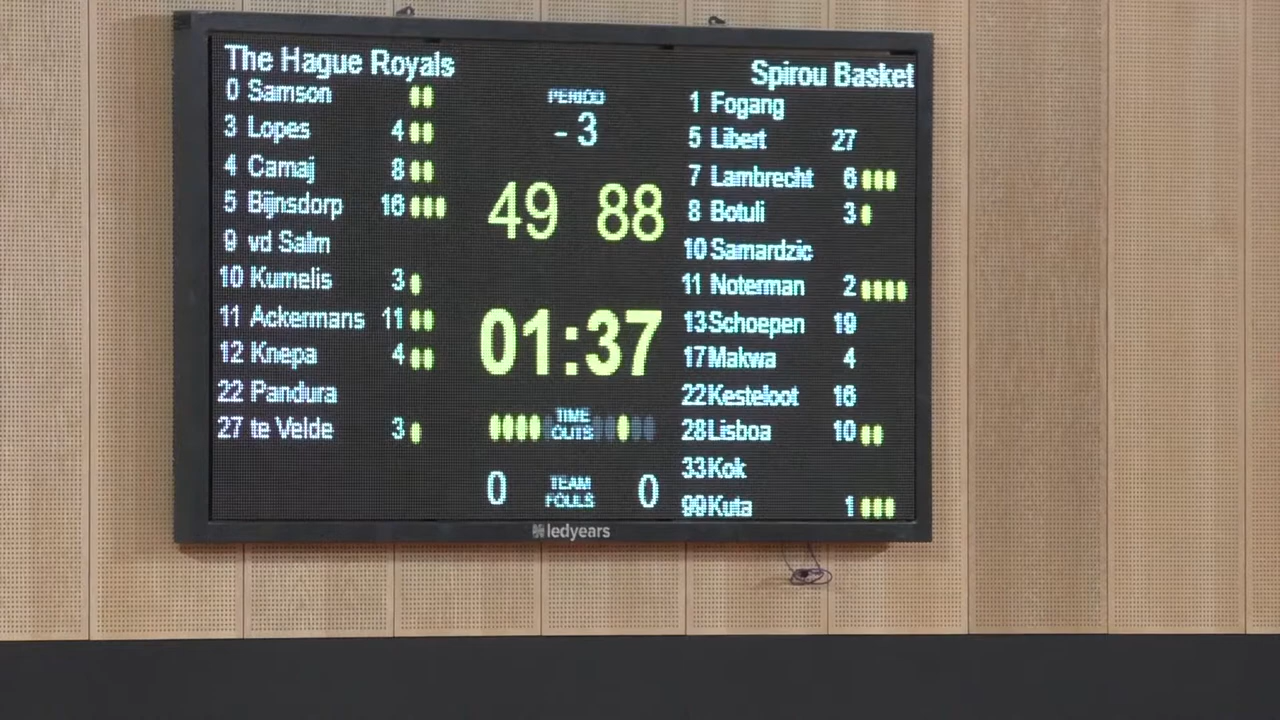 The Hague Royals
0 Samson
3 Lopes 4
4 Carnaj 8
5 Bijnsdorp 16
9 vd Salm
10 Kumelis 3
11 Ackermans 11
12 Knepa 4
22 Pandura
27 te Velde 3
PERIOD
- 3
49 88
01:37
TIME
OUTS
0 TEAM FOULS 0
Spirou Basket
1 Fogang
5 Libert 27
7 Lambrecht 6
8 Botuli 3
10 Samardzic
11 Noterman 2
13 Schoepen 19
17 Makwa 4
22 Kesteloot 16
28 Lisboa 10
33 Kok
99 Kuta 1
ledyears